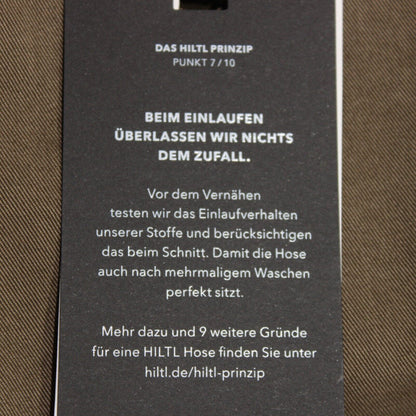 DAS HILTL PRINZIP
PUNKT 7 / 10
BEIM EINLAUFEN
ÜBERLASSEN WIR NICHTS
DEM ZUFALL.
Vor dem Vernähen
testen wir das Einlaufverhalten
unserer Stoffe und berücksichtigen
das beim Schnitt. Damit die Hose
auch nach mehrmaligem Waschen
perfekt sitzt.
Mehr dazu und 9 weitere Gründe
für eine HILTL Hose finden Sie unter
hiltl.de/hiltl-prinzip